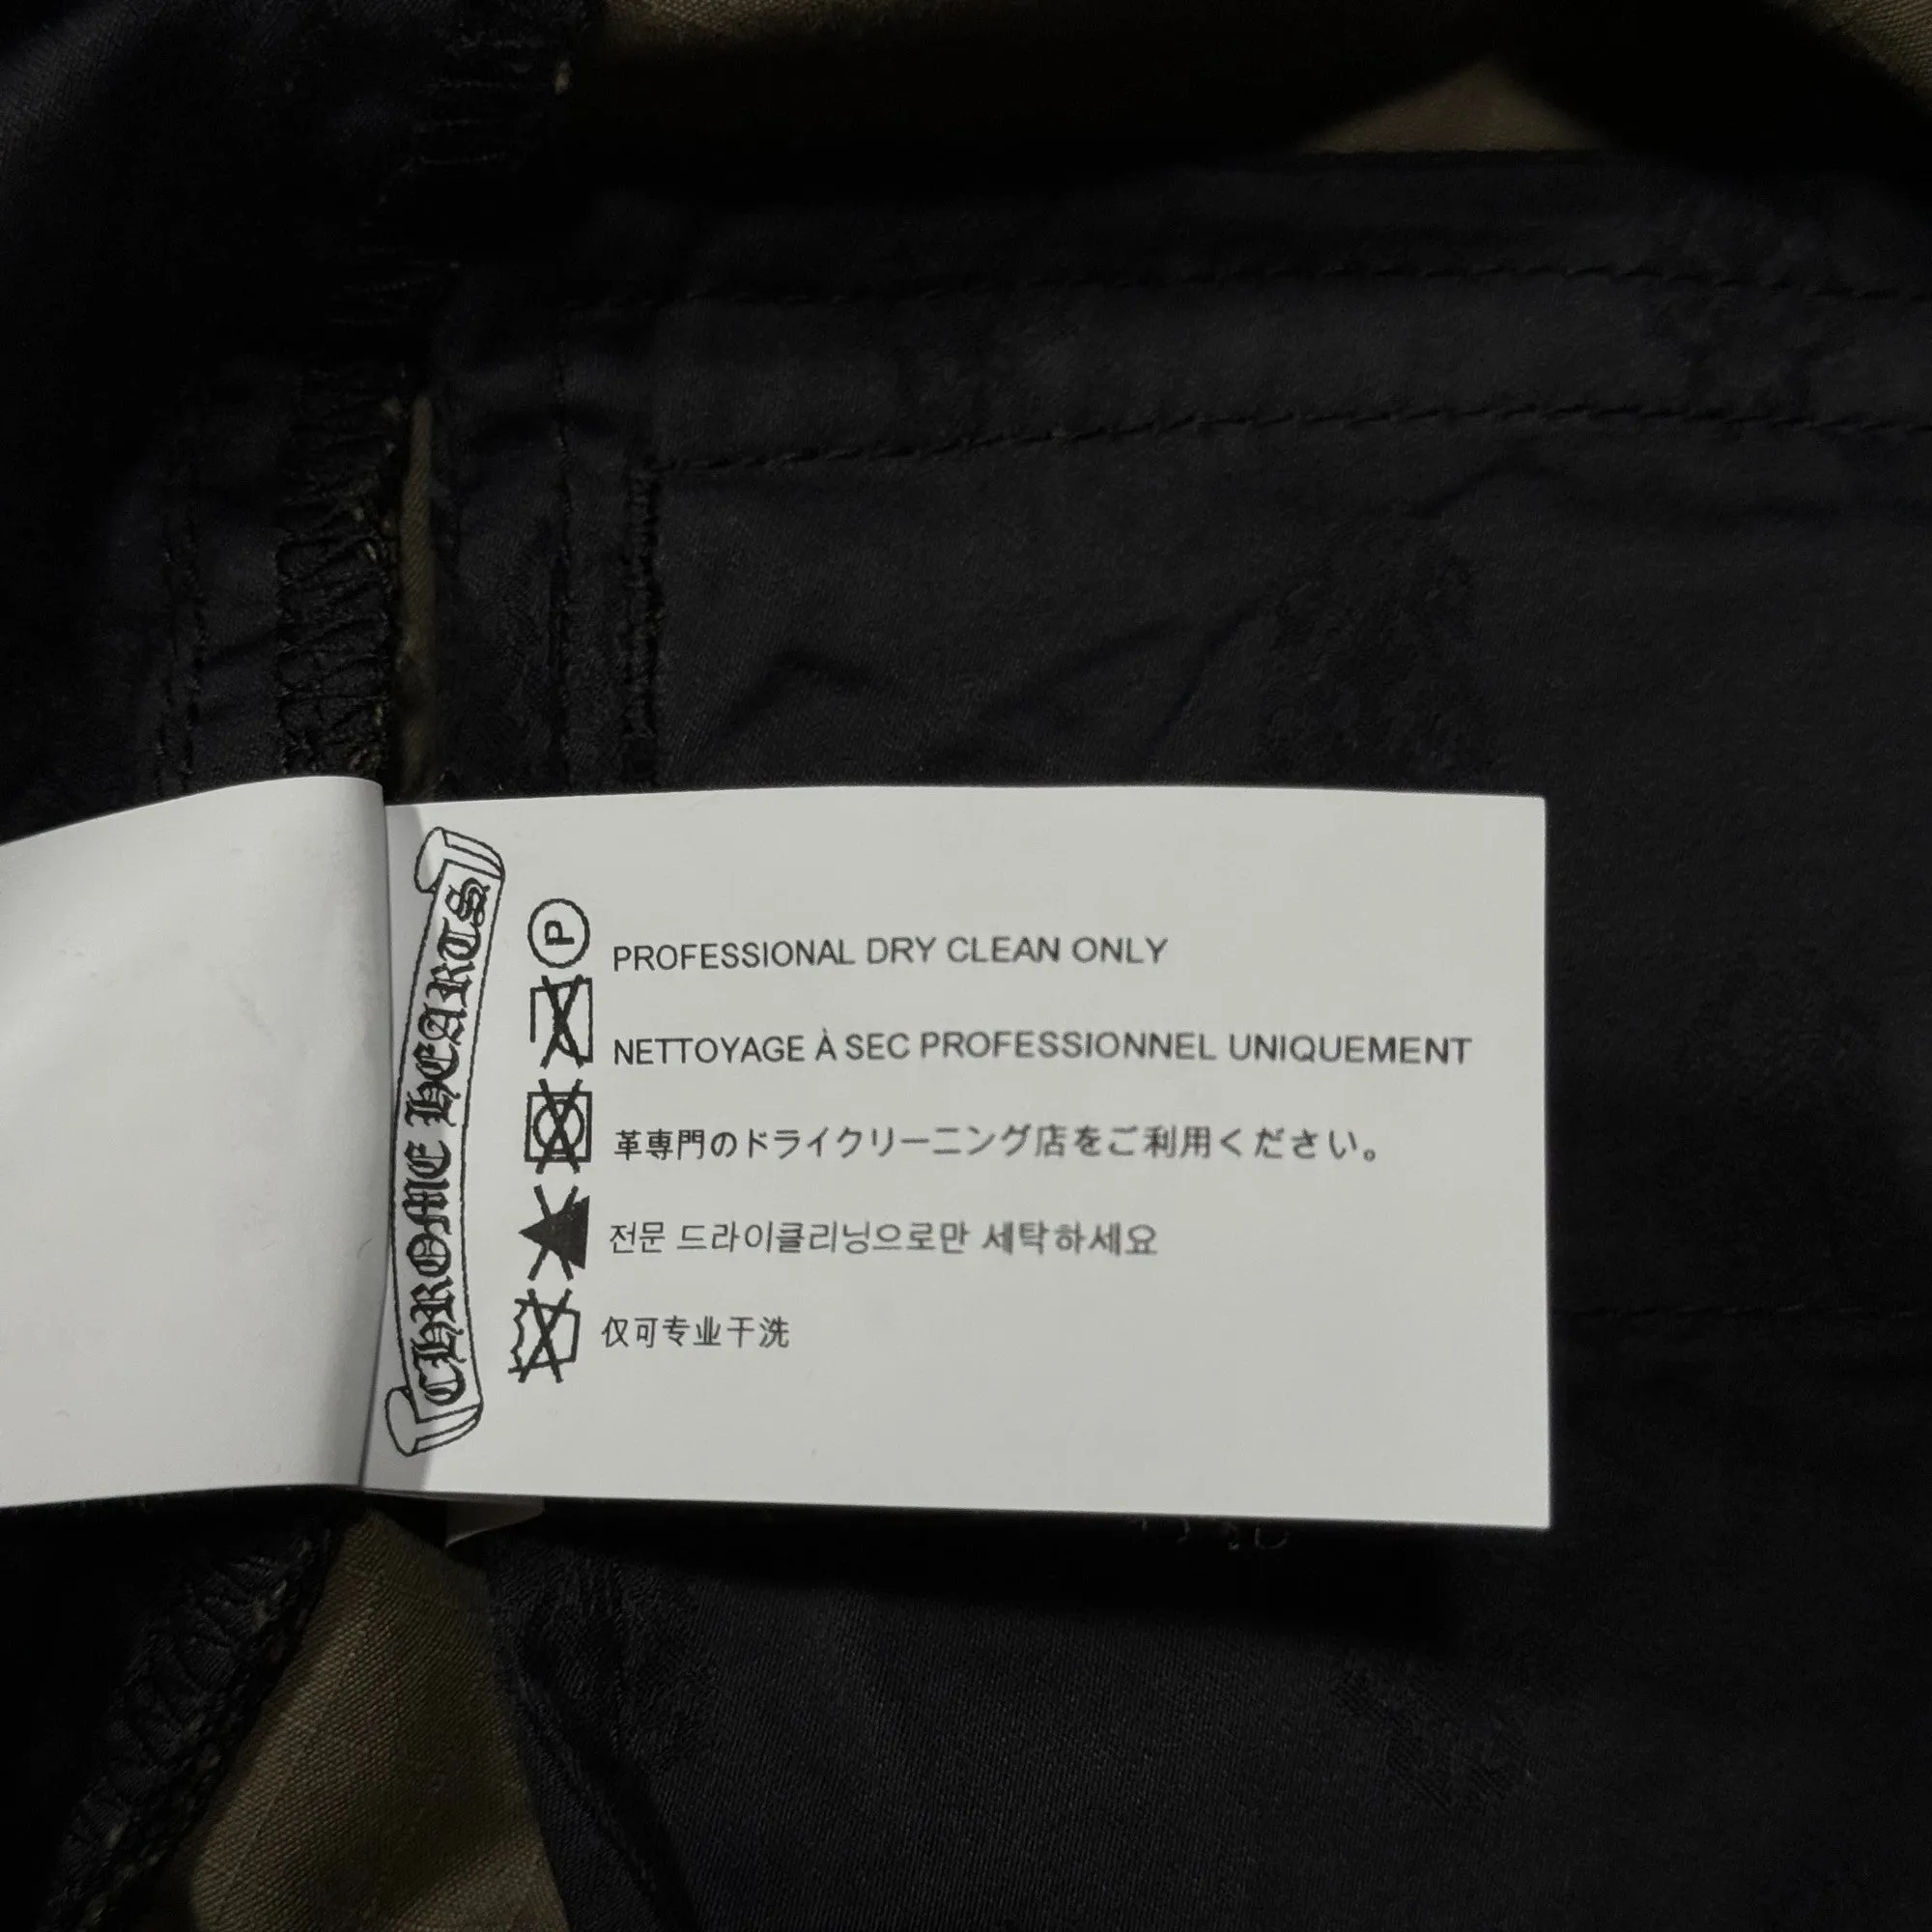 CHROME HEARTS
P
PROFESSIONAL DRY CLEAN ONLY
NETTOYAGE À SEC PROFESSIONNEL UNIQUEMENT
革専門のドライクリーニング店をご利用ください。
전문 드라이클리닝으로만 세탁하세요
仅可专业干洗